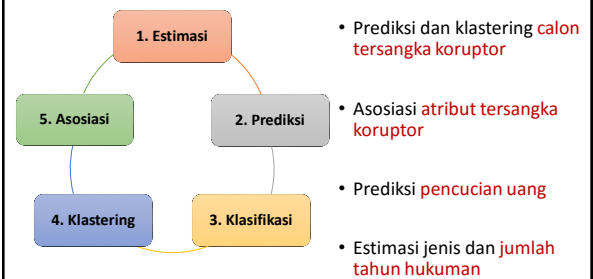 1. Estimasi
2. Prediksi
3. Klasifikasi
4. Klastering
5. Asosiasi
• Prediksi dan klastering calon
tersangka koruptor
• Asosiasi atribut tersangka
koruptor
• Prediksi pencucian uang
• Estimasi jenis dan jumlah
tahun hukuman